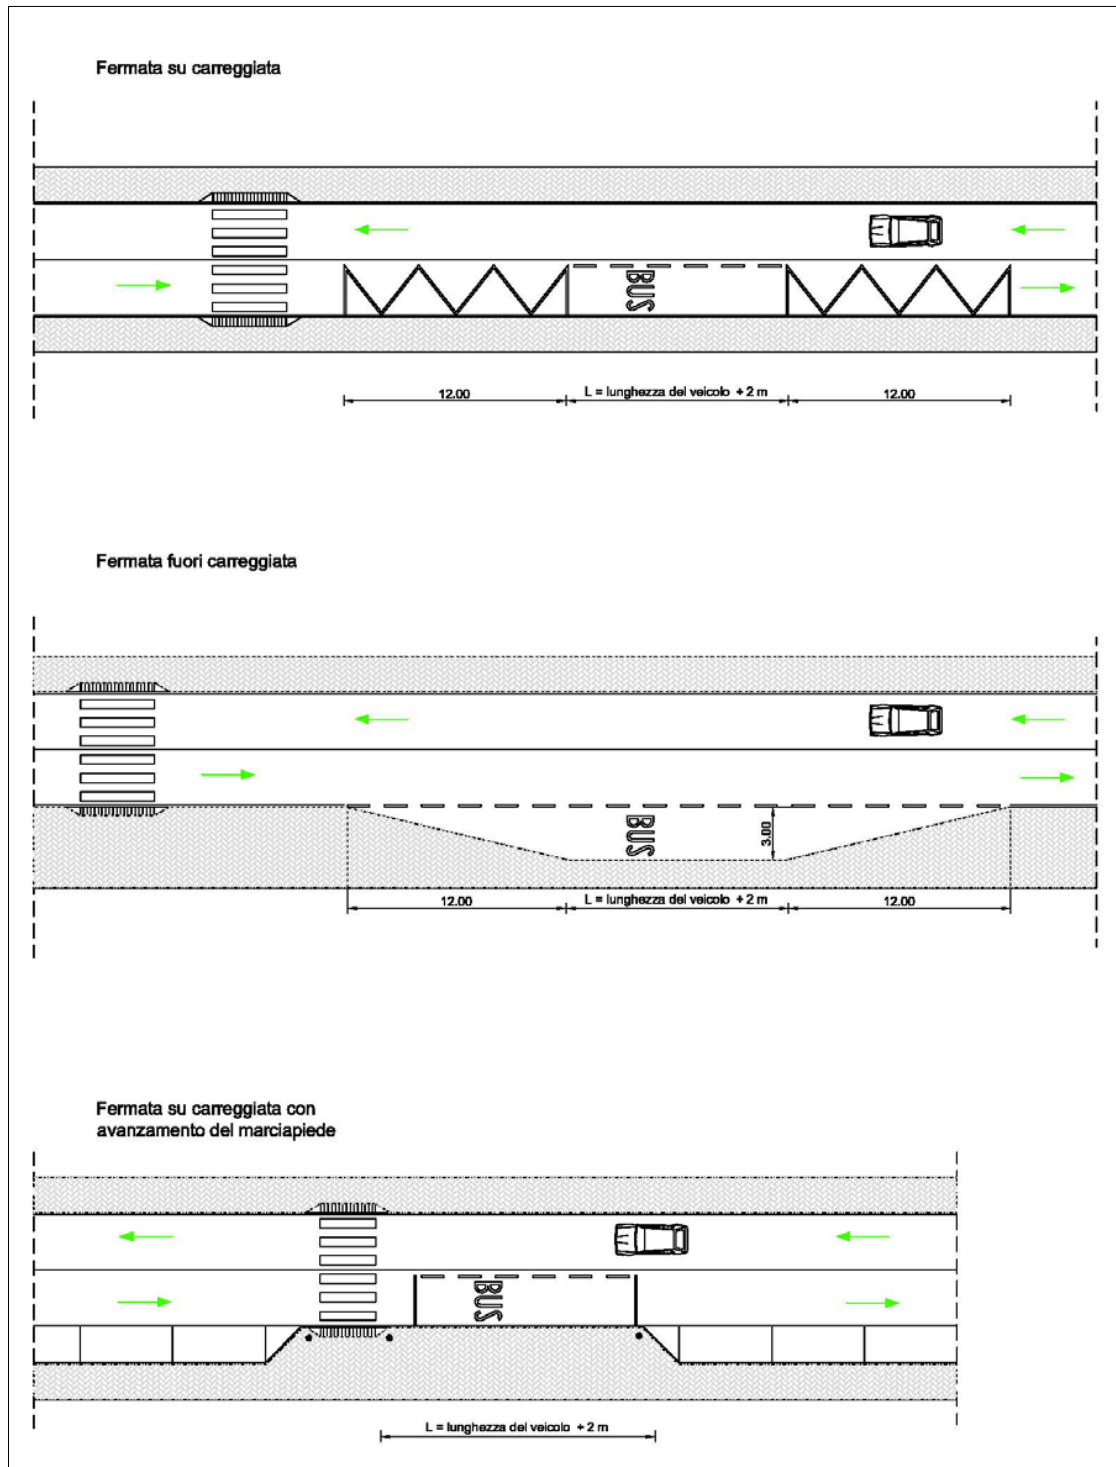 Fermata su carreggiata
BUS
12.00
L = lunghezza del veicolo + 2 m
12.00
Fermata fuori carreggiata
BUS
3.00
12.00
L = lunghezza del veicolo + 2 m
12.00
Fermata su carreggiata con
avanzamento del marciapiede
BUS
L = lunghezza del veicolo + 2 m